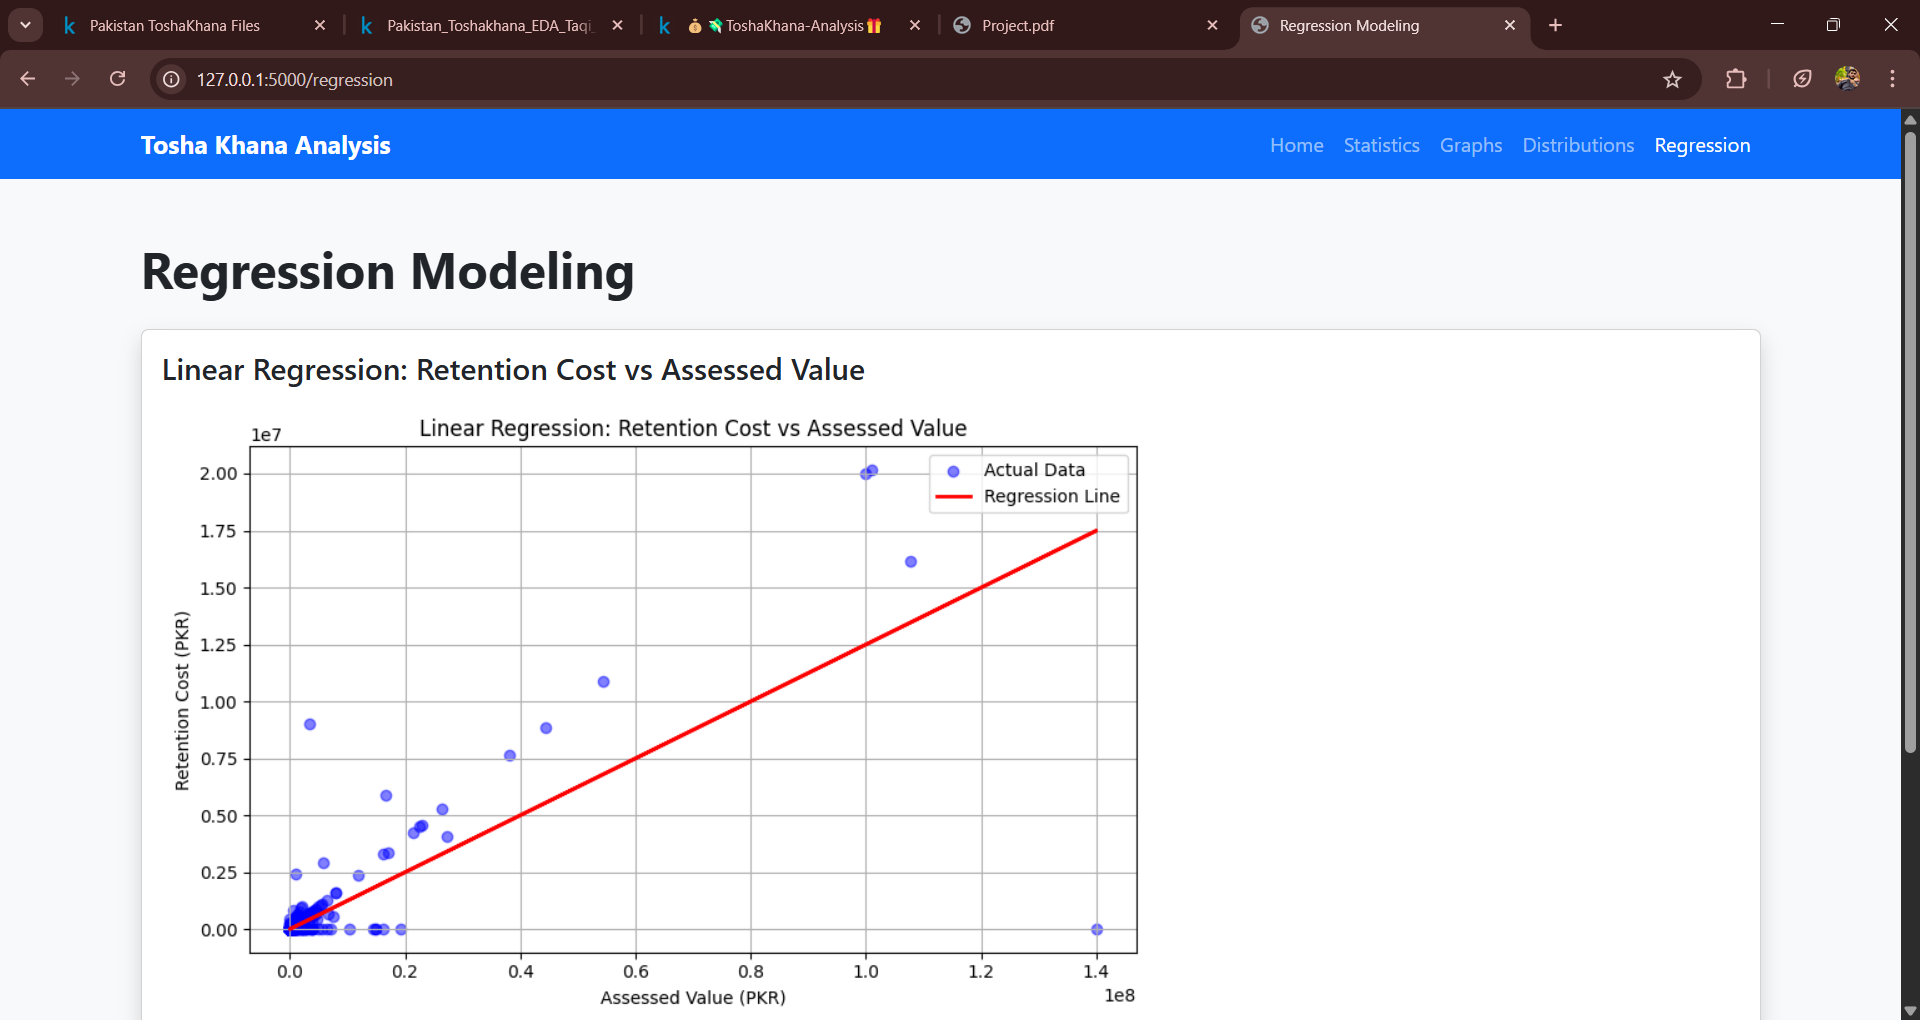 Pakistan ToshaKhana Files
Pakistan_Toshakhana_EDA_Taqi_
💰💸ToshaKhana-Analysis🎁
Project.pdf
Regression Modeling
127.0.0.1:5000/regression
Tosha Khana Analysis
Home Statistics Graphs Distributions Regression
Regression Modeling
Linear Regression: Retention Cost vs Assessed Value
Linear Regression: Retention Cost vs Assessed Value
1e7
Actual Data
Regression Line
2.00
1.75
1.50
1.25
1.00
0.75
0.50
0.25
0.00
Retention Cost (PKR)
0.0 0.2 0.4 0.6 0.8 1.0 1.2 1.4
1e8
Assessed Value (PKR)